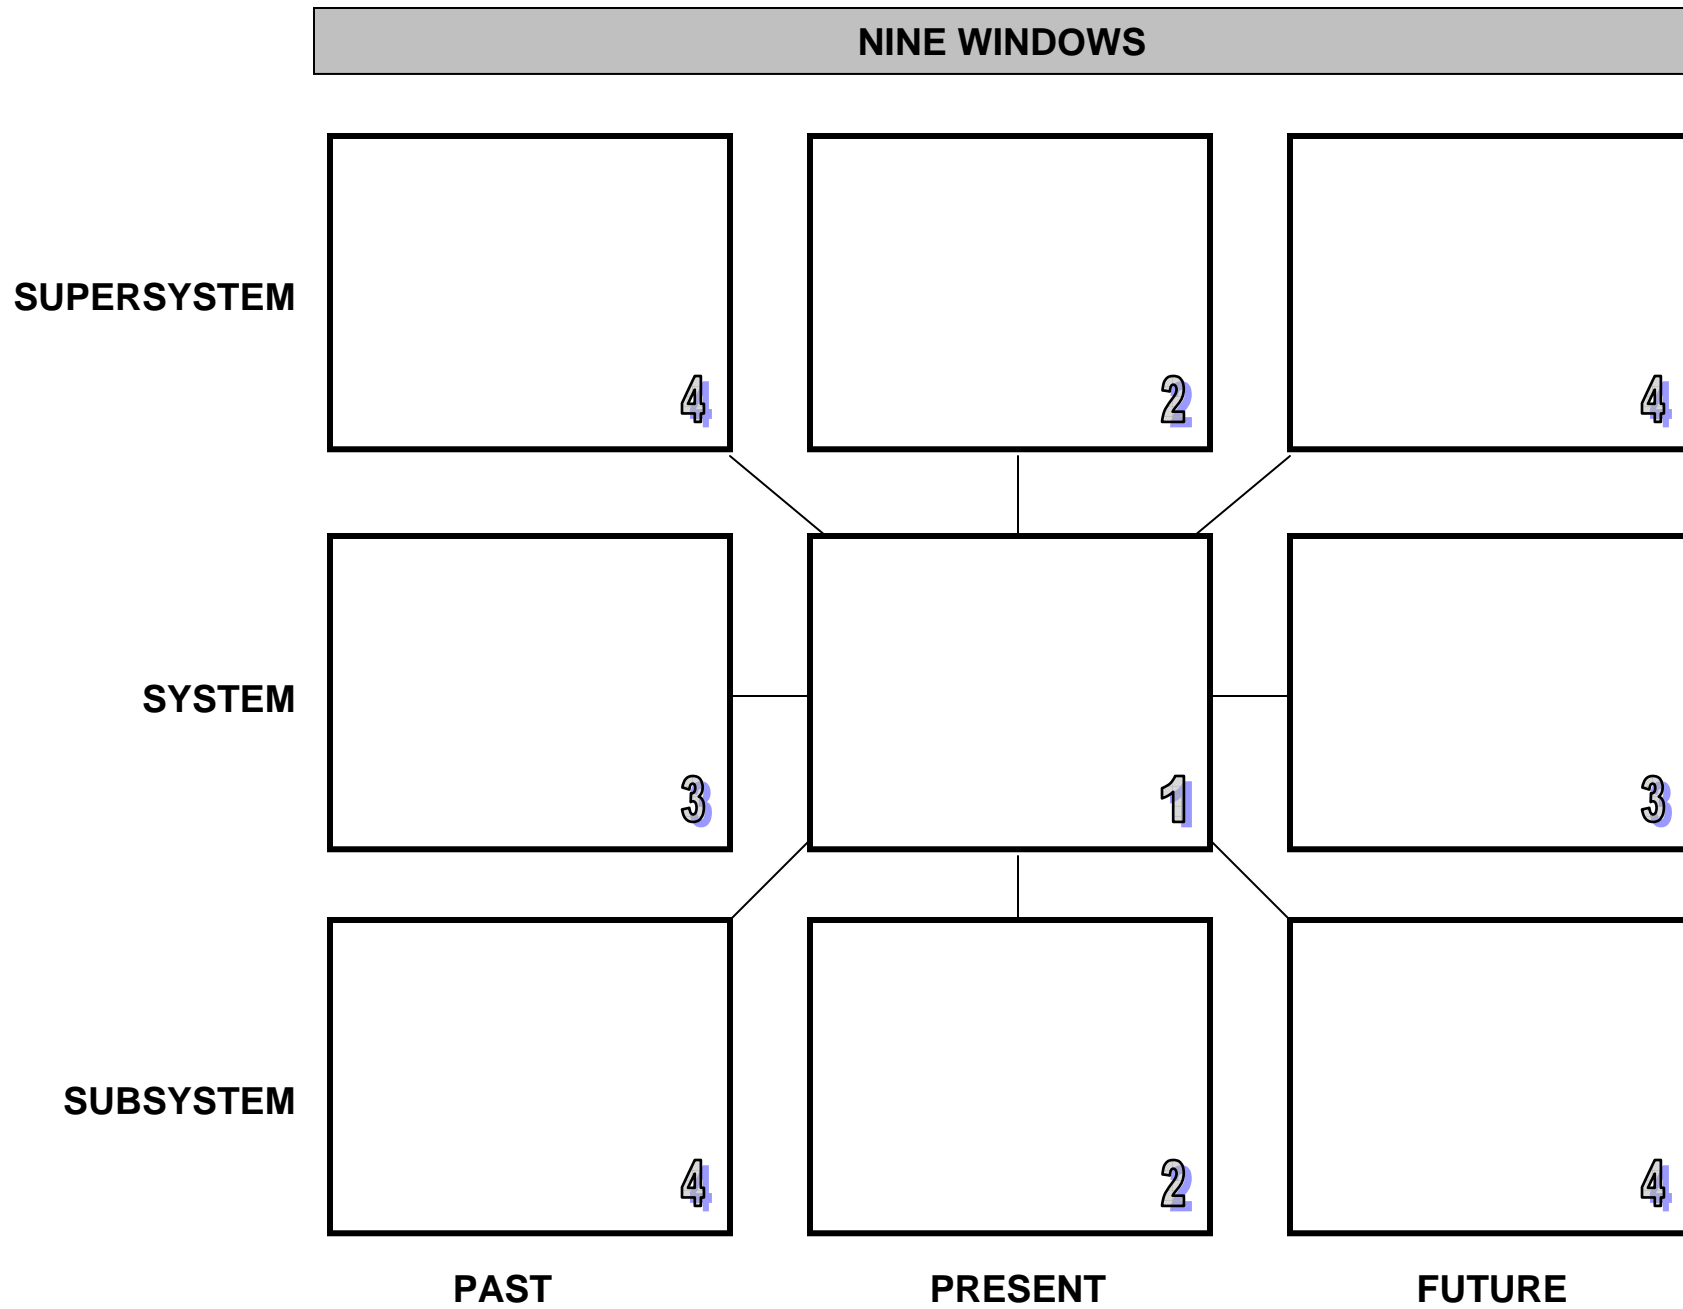 NINE WINDOWS
4 2 4
SUPERSYSTEM
3 1 3
SYSTEM
4 2 4
SUBSYSTEM
PAST PRESENT FUTURE